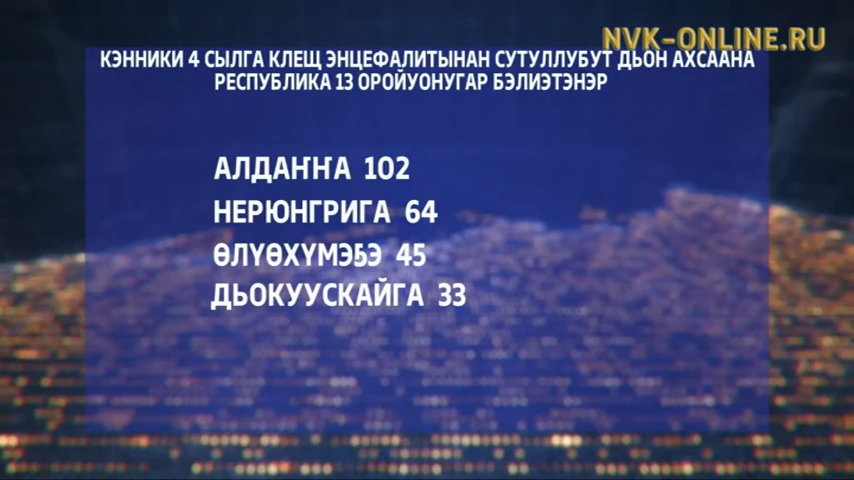 NVK-ONLINE.RU
КЭННИКИ 4 СЫЛГА КЛЕЩ ЭНЦЕФАЛИТЫНАН СУТУЛЛУБУТ ДЬОН АХСААНА
РЕСПУБЛИКА 13 ОРОЙУОНУГАР БЭЛИЭТЭНЭР
АЛДАҤҤА 102
НЕРЮНГРИГА 64
ӨЛҮӨХҮМЭҔЭ 45
ДЬОКУУСКАЙГА 33